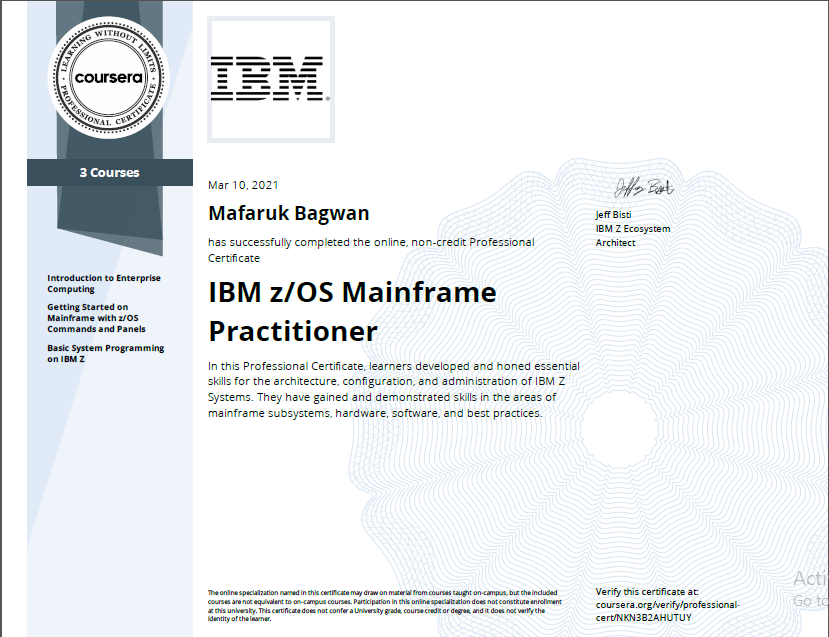 LEARNING WITHOUT LIMITS
coursera
PROFESSIONAL CERTIFICATE
3 Courses
Introduction to Enterprise
Computing
Getting Started on
Mainframe with z/OS
Commands and Panels
Basic System Programming
on IBM Z
IBM®
Mar 10, 2021
Mafaruk Bagwan
has successfully completed the online, non-credit Professional
Certificate
IBM z/OS Mainframe
Practitioner
In this Professional Certificate, learners developed and honed essential
skills for the architecture, configuration, and administration of IBM Z
Systems. They have gained and demonstrated skills in the areas of
mainframe subsystems, hardware, software, and best practices.
Jeff Bisti
Jeff Bisti
IBM Z Ecosystem
Architect
The online specialization named in this certificate may draw on material from courses taught on-campus, but the included
courses are not equivalent to on-campus courses. Participation in this online specialization does not constitute enrollment
at this university. This certificate does not confer a University grade, course credit or degree, and it does not verify the
identity of the learner.
Verify this certificate at:
coursera.org/verify/professional-
cert/NKN3B2AHUTUY
Acti
Go to